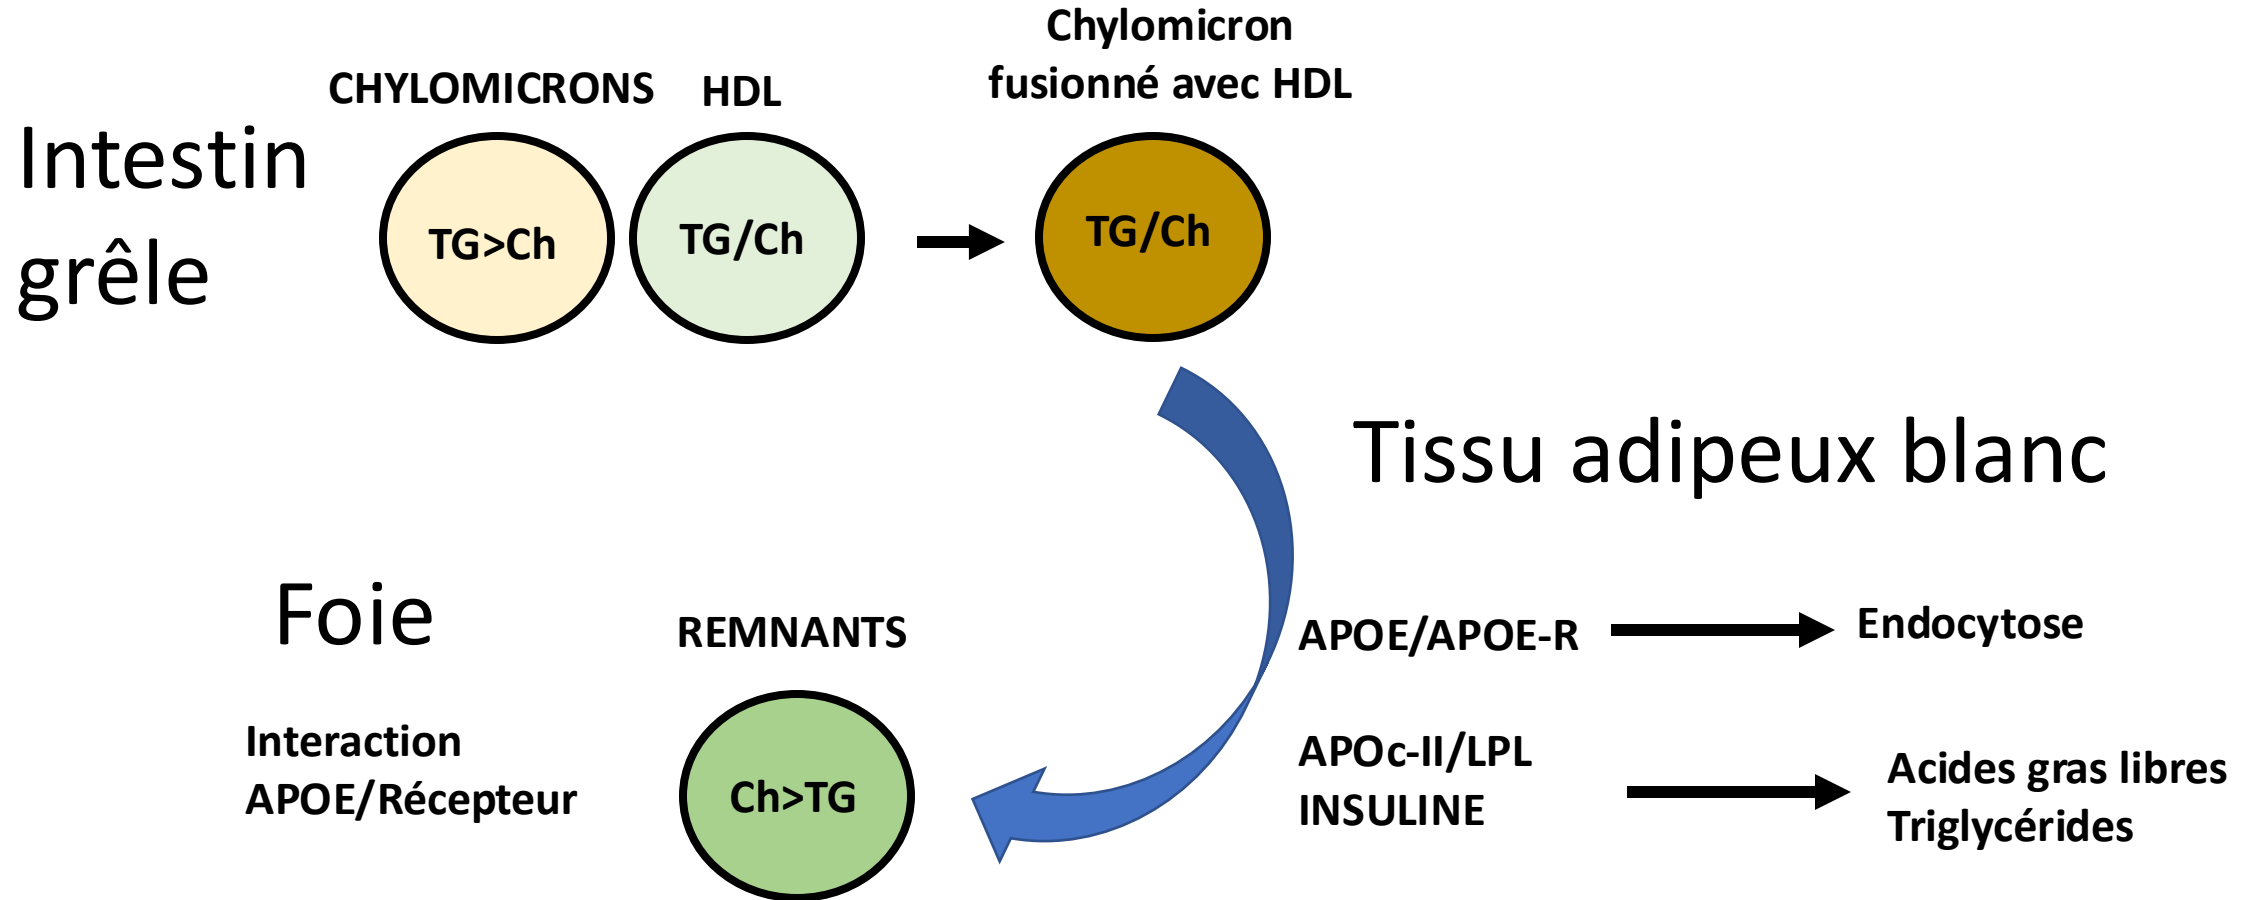 Chylomicron
fusionné avec HDL
CHYLOMICRONS
HDL
Intestin
grêle
TG>Ch
TG/Ch
TG/Ch
Tissu adipeux blanc
Foie
REMNANTS
APOE/APOE-R
Endocytose
Interaction
APOE/Récepteur
Ch>TG
APOc-II/LPL
INSULINE
Acides gras libres
Triglycérides